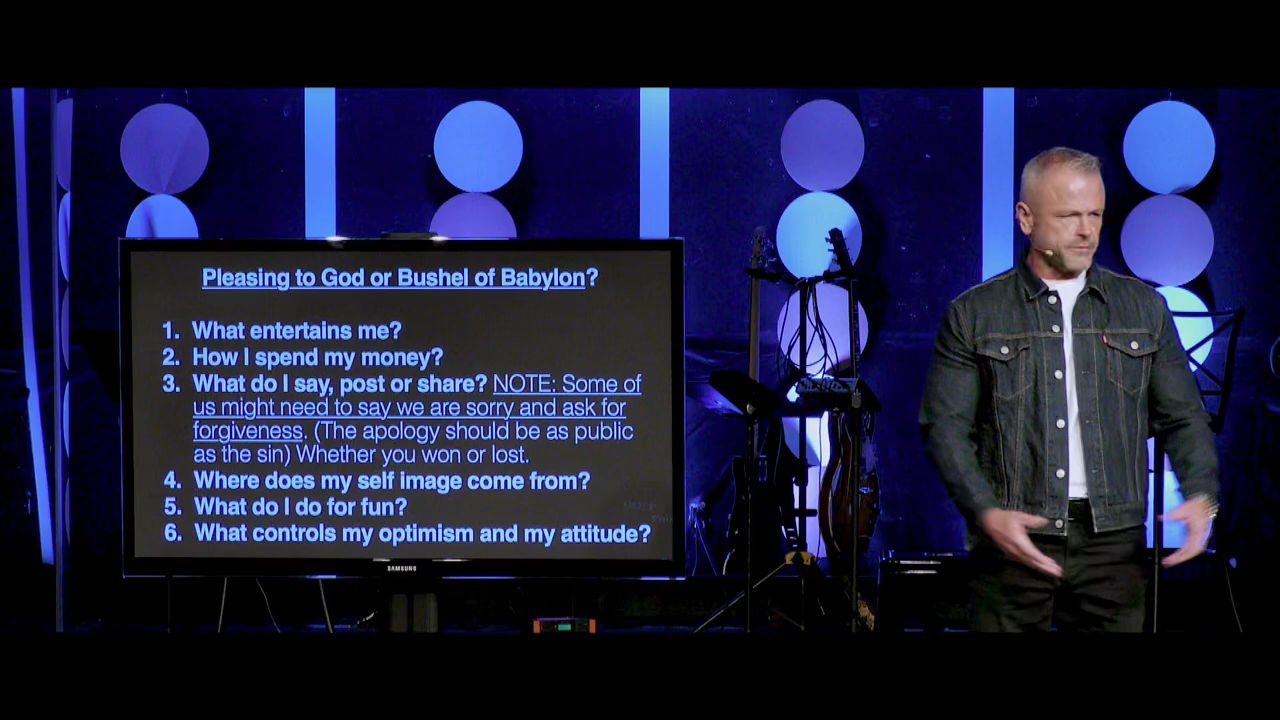 Pleasing to God or Bushel of Babylon?
1. What entertains me?
2. How I spend my money?
3. What do I say, post or share? NOTE: Some of
us might need to say we are sorry and ask for
forgiveness. (The apology should be as public
as the sin) Whether you won or lost.
4. Where does my self image come from?
5. What do I do for fun?
6. What controls my optimism and my attitude?
SAMSUNG